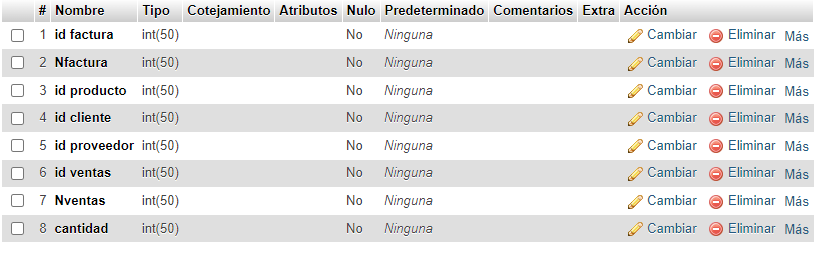 # Nombre Tipo Cotejamiento Atributos Nulo Predeterminado Comentarios Extra Acción
1 id factura int(50) No Ninguna Cambiar Eliminar Más
2 Nfactura int(50) No Ninguna Cambiar Eliminar Más
3 id producto int(50) No Ninguna Cambiar Eliminar Más
4 id cliente int(50) No Ninguna Cambiar Eliminar Más
5 id proveedor int(50) No Ninguna Cambiar Eliminar Más
6 id ventas int(50) No Ninguna Cambiar Eliminar Más
7 Nventas int(50) No Ninguna Cambiar Eliminar Más
8 cantidad int(50) No Ninguna Cambiar Eliminar Más